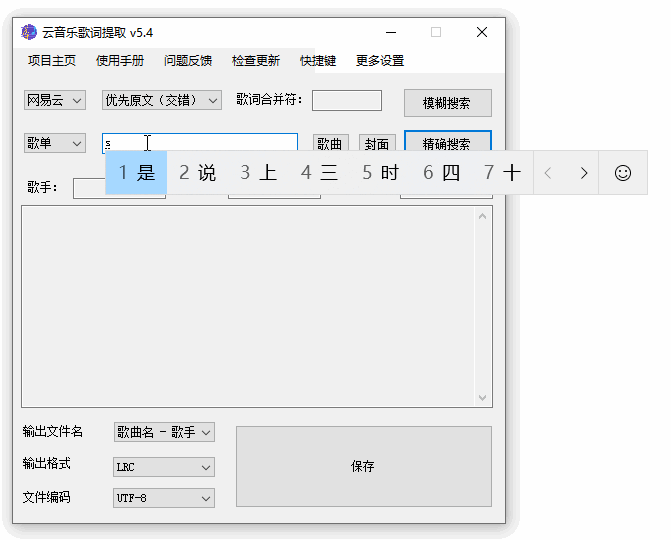 云音乐歌词提取 v5.4
项目主页 使用手册 问题反馈 检查更新 快捷键 更多设置
网易云 优先原文（交错） 歌词合并符： 模糊搜索
歌单 s 歌曲 封面 精确搜索
1 是 2 说 3 上 4 三 5 时 6 四 7 十
歌手：
输出文件名 歌曲名 - 歌手
输出格式 LRC
文件编码 UTF-8
保存